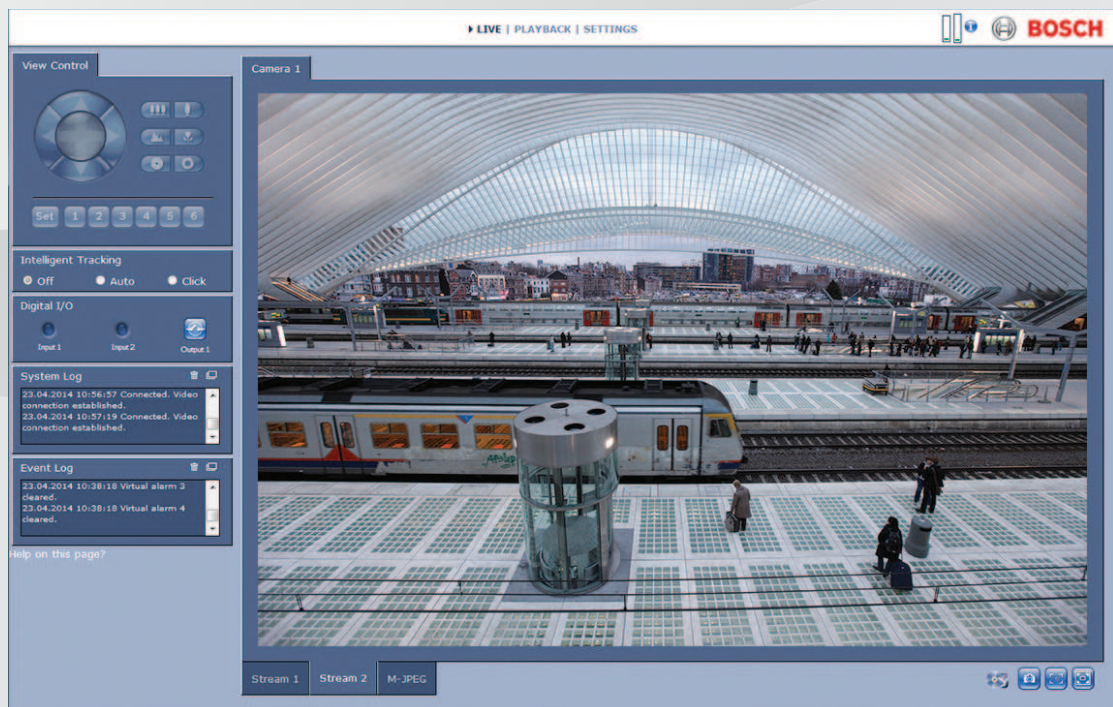 LIVE | PLAYBACK | SETTINGS
BOSCH
View Control
Set 1 2 3 4 5 6
Intelligent Tracking
Off Auto Click
Digital I/O
Input 1 Input 2 Output 1
System Log
23.04.2014 10:56:57 Connected. Video
connection established.
23.04.2014 10:57:19 Connected. Video
connection established.
Event Log
23.04.2014 10:38:18 Virtual alarm 3
cleared.
23.04.2014 10:38:18 Virtual alarm 4
cleared.
Help on this page?
Camera 1
Stream 1 Stream 2 M-JPEG